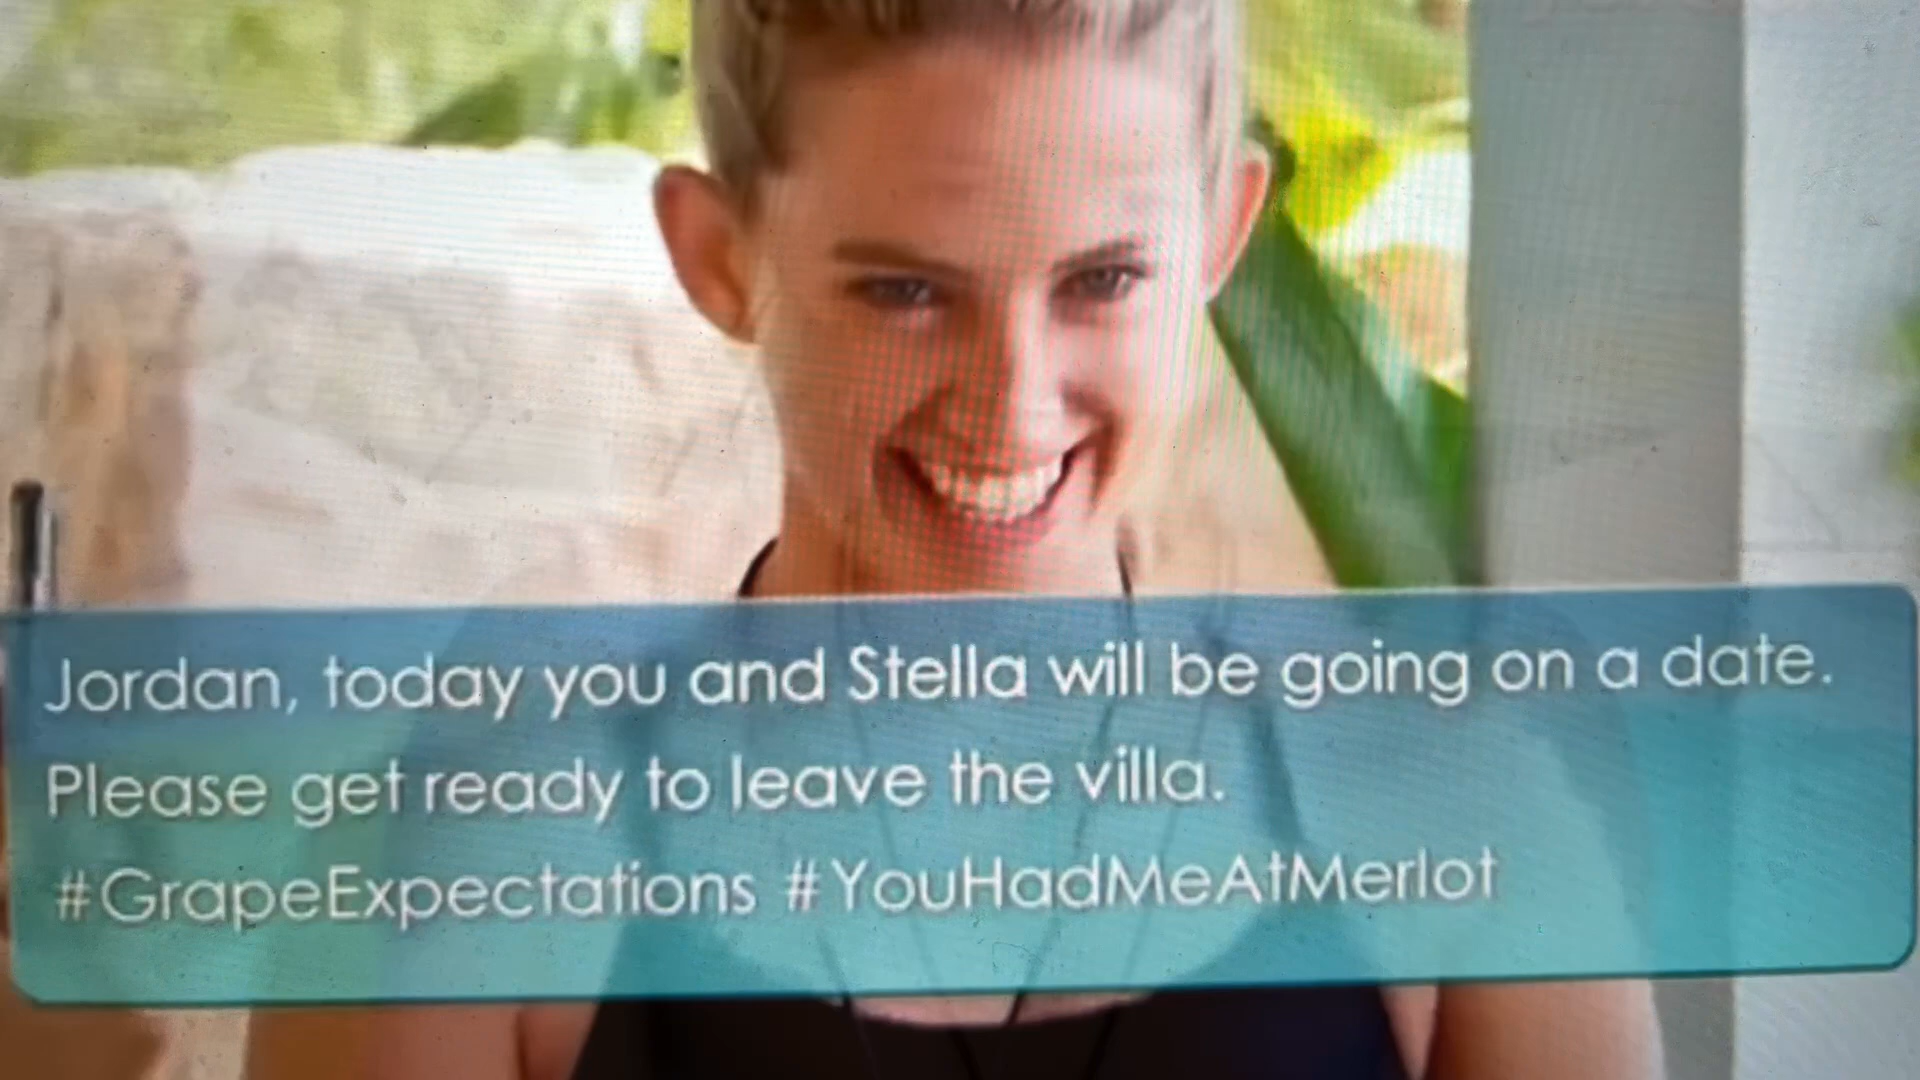 Jordan, today you and Stella will be going on a date.
Please get ready to leave the villa.
#GrapeExpectations #YouHadMeAtMerlot